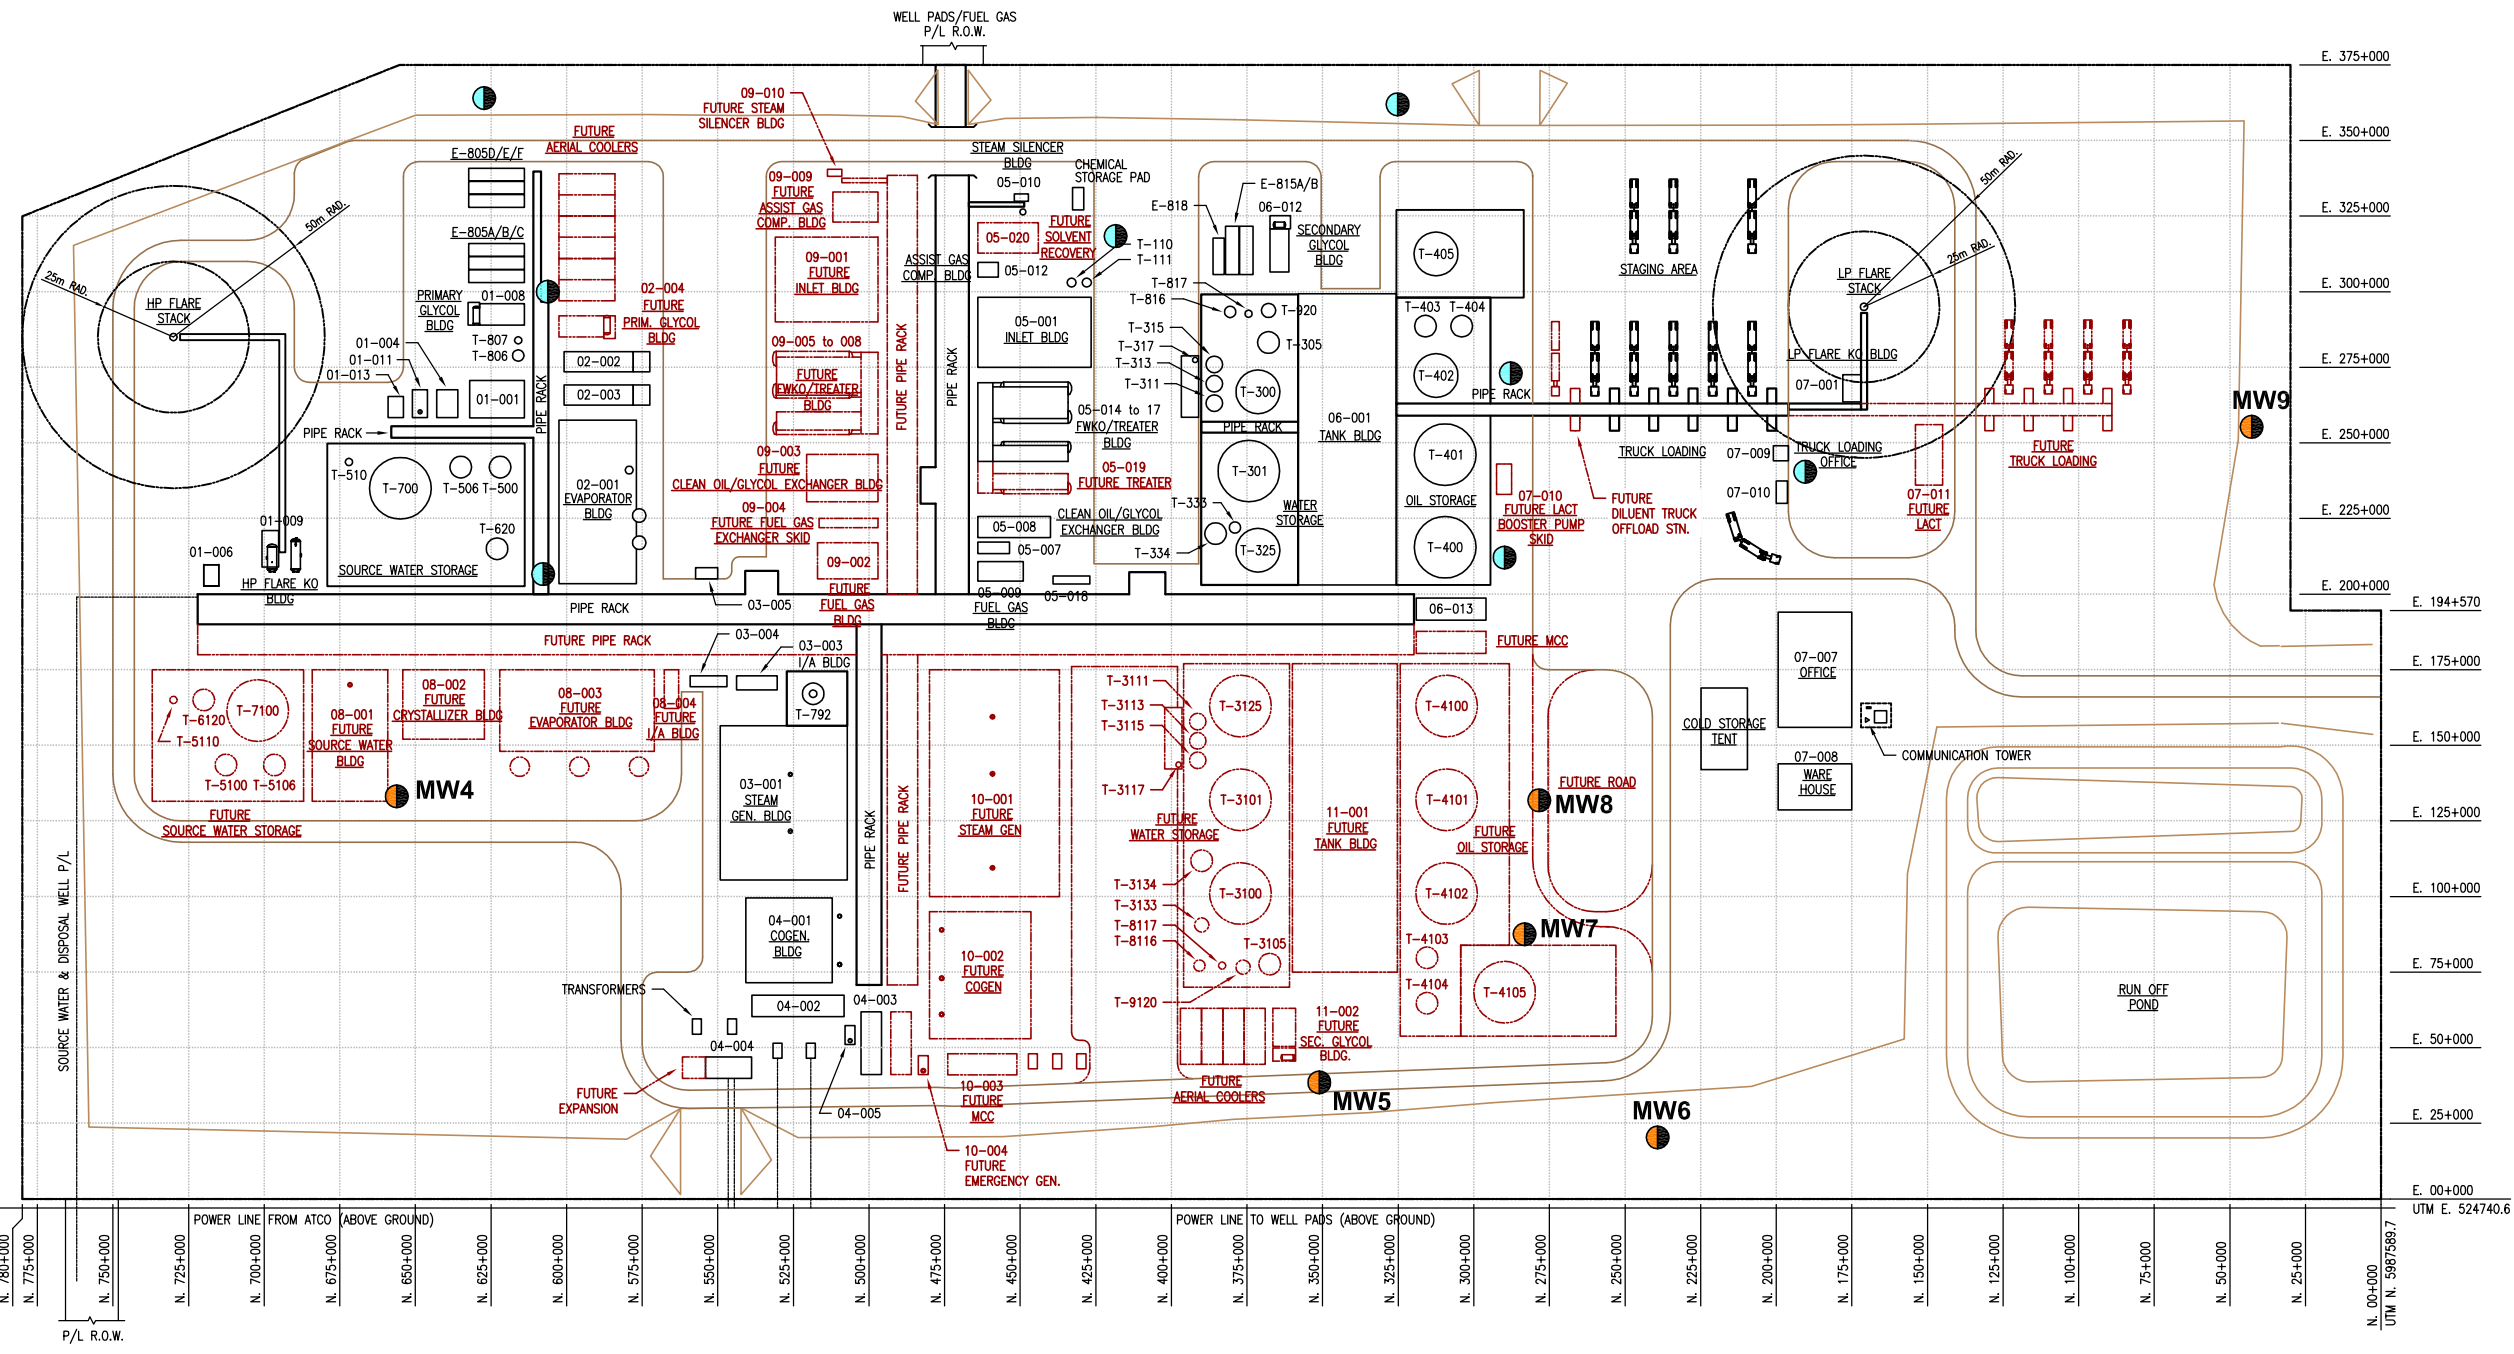 WELL PADS/FUEL GAS
P/L R.O.W.
E. 375+000
E. 350+000
E. 325+000
E. 300+000
E. 275+000
E. 250+000
E. 225+000
E. 200+000
E. 194+570
E. 175+000
E. 150+000
E. 125+000
E. 100+000
E. 75+000
E. 50+000
E. 25+000
E. 00+000
UTM E. 524740.6
09-010
FUTURE STEAM
SILENCER BLDG
FUTURE
AERIAL COOLERS
E-805D/E/F
E-805A/B/C
50m RAD.
25m RAD.
HP FLARE
STACK
PRIMARY
GLYCOL
BLDG
01-008
01-004
01-011
01-013
T-807
T-806
01-001
PIPE RACK
PIPE RACK
02-002
02-003
02-004
FUTURE
PRIM. GLYCOL
BLDG
02-001
EVAPORATOR
BLDG
T-510
T-700
T-506
T-500
T-620
SOURCE WATER STORAGE
01-009
01-006
HP FLARE KO
BLDG
09-009
FUTURE
ASSIST GAS
COMP. BLDG
09-001
FUTURE
INLET BLDG
09-005 to 008
FUTURE
FWKO/TREATER
BLDG
09-003
FUTURE
CLEAN OIL/GLYCOL EXCHANGER BLDG
09-004
FUTURE FUEL GAS
EXCHANGER SKID
09-002
FUTURE
FUEL GAS
BLDG
FUTURE PIPE RACK
PIPE RACK
ASSIST GAS
COMP. BLDG
STEAM SILENCER
BLDG
05-010
CHEMICAL
STORAGE PAD
05-020
FUTURE
SOLVENT
RECOVERY
05-012
T-110
T-111
05-001
INLET BLDG
05-014 to 17
FWKO/TREATER
BLDG
05-019
FUTURE TREATER
05-008
CLEAN OIL/GLYCOL
EXCHANGER BLDG
05-007
05-009
FUEL GAS
BLDG
05-018
E-815A/B
E-818
06-012
SECONDARY
GLYCOL
BLDG
T-817
T-816
T-920
T-315
T-317
T-313
T-311
T-305
T-300
PIPE RACK
T-301
T-333
T-334
T-325
WATER
STORAGE
06-001
TANK BLDG
T-405
T-403
T-404
T-402
PIPE RACK
T-401
OIL STORAGE
T-400
07-010
FUTURE LACT
BOOSTER PUMP
SKID
FUTURE
DILUENT TRUCK
OFFLOAD STN.
STAGING AREA
TRUCK LOADING
LP FLARE
STACK
50m RAD.
25m RAD.
LP FLARE KO BLDG
07-001
07-009
TRUCK LOADING
OFFICE
07-010
07-011
FUTURE
LACT
FUTURE
TRUCK LOADING
MW9
PIPE RACK
03-005
FUTURE PIPE RACK
03-004
03-003
I/A BLDG
T-792
06-013
FUTURE MCC
T-7100
T-6120
T-5110
T-5100
T-5106
FUTURE
SOURCE WATER STORAGE
08-001
FUTURE
SOURCE WATER
BLDG
08-002
FUTURE
CRYSTALLIZER BLDG
08-003
FUTURE
EVAPORATOR BLDG
08-004
FUTURE
I/A BLDG
MW4
03-001
STEAM
GEN. BLDG
PIPE RACK
FUTURE PIPE RACK
10-001
FUTURE
STEAM GEN
04-001
COGEN.
BLDG
04-002
04-003
TRANSFORMERS
04-004
04-005
FUTURE
EXPANSION
10-002
FUTURE
COGEN
10-003
FUTURE
MCC
10-004
FUTURE
EMERGENCY GEN.
T-3111
T-3113
T-3115
T-3117
T-3125
T-3101
FUTURE
WATER STORAGE
T-3134
T-3133
T-8117
T-8116
T-3100
T-3105
T-9120
11-001
FUTURE
TANK BLDG
11-002
FUTURE
SEC. GLYCOL
BLDG.
FUTURE
AERIAL COOLERS
T-4100
T-4101
T-4102
T-4103
T-4104
T-4105
FUTURE
OIL STORAGE
FUTURE ROAD
MW8
MW7
MW5
MW6
07-007
OFFICE
COLD STORAGE
TENT
07-008
WARE
HOUSE
COMMUNICATION TOWER
RUN OFF
POND
SOURCE WATER & DISPOSAL WELL P/L
POWER LINE FROM ATCO (ABOVE GROUND)
POWER LINE TO WELL PADS (ABOVE GROUND)
N. 780+000
N. 775+000
N. 750+000
N. 725+000
N. 700+000
N. 675+000
N. 650+000
N. 625+000
N. 600+000
N. 575+000
N. 550+000
N. 525+000
N. 500+000
N. 475+000
N. 450+000
N. 425+000
N. 400+000
N. 375+000
N. 350+000
N. 325+000
N. 300+000
N. 275+000
N. 250+000
N. 225+000
N. 200+000
N. 175+000
N. 150+000
N. 125+000
N. 100+000
N. 75+000
N. 50+000
N. 25+000
N. 00+000
UTM N. 5987589.7
P/L R.O.W.